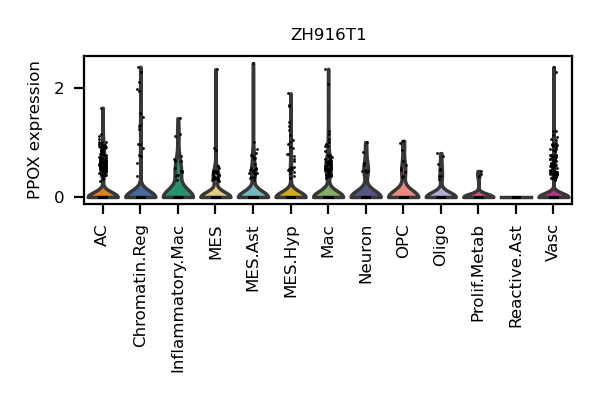 ZH916T1
PPOX expression
2
0
AC
Chromatin.Reg
Inflammatory.Mac
MES
MES.Ast
MES.Hyp
Mac
Neuron
OPC
Oligo
Prolif.Metab
Reactive.Ast
Vasc